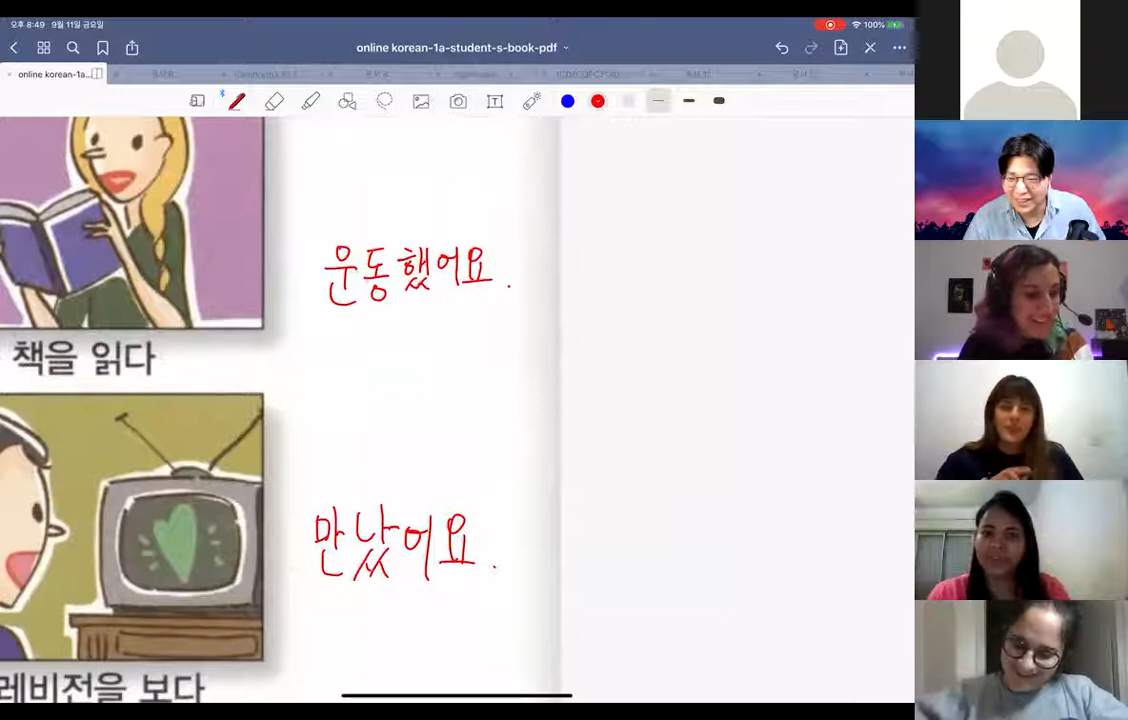 오후 8:49 9월 11일 금요일
100%
online korean-1a-student-s-book-pdf
online korean-1a-...
T
운동했어요.
책을 읽다
만났어요.
레비전을 보다